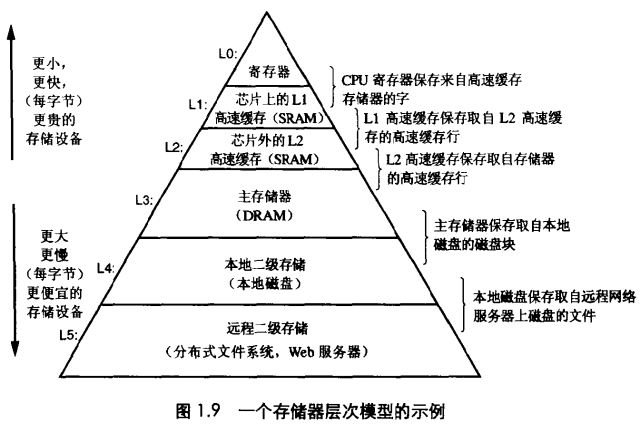 更小,
更快,
(每字节)
更贵的
存储设备
更大
更慢
(每字节)
更便宜的
存储设备
L0:
寄存器
L1:
芯片上的 L1
高速缓存（SRAM）
L2:
芯片外的 L2
高速缓存（SRAM）
L3:
主存储器
(DRAM)
L4:
本地二级存储
（本地磁盘）
L5:
远程二级存储
（分布式文件系统，Web 服务器）
CPU 寄存器保存来自高速缓存
存储器的字
L1 高速缓存保存取自 L2 高速缓
存的高速缓存行
L2 高速缓存保存取自存储器
的高速缓存行
主存储器保存取自本地
磁盘的磁盘块
本地磁盘保存取自远程网络
服务器上磁盘的文件
图 1.9 一个存储器层次模型的示例